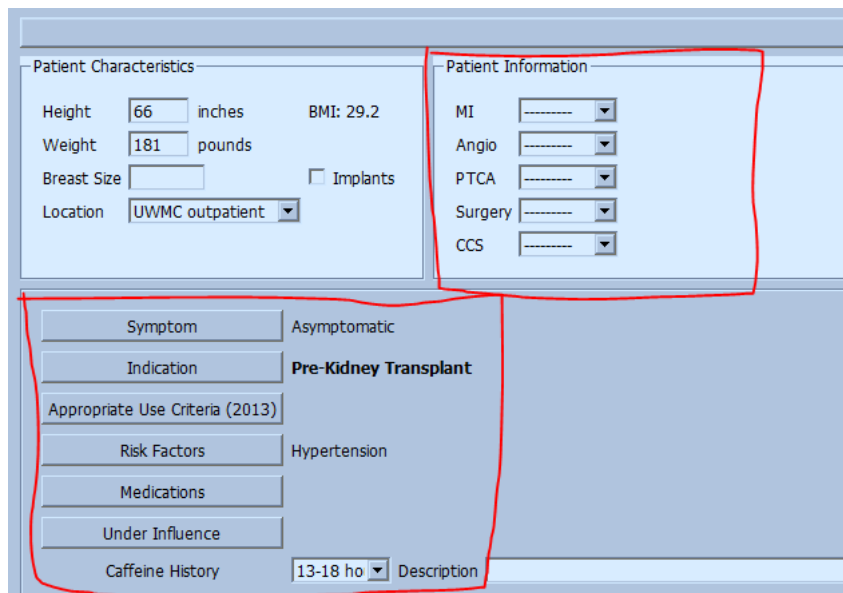 Patient Characteristics
Height 66 inches BMI: 29.2
Weight 181 pounds
Breast Size Implants
Location UWMC outpatient
Patient Information
MI ---------
Angio ---------
PTCA ---------
Surgery ---------
CCS ---------
Symptom Asymptomatic
Indication Pre-Kidney Transplant
Appropriate Use Criteria (2013)
Risk Factors Hypertension
Medications
Under Influence
Caffeine History 13-18 ho Description